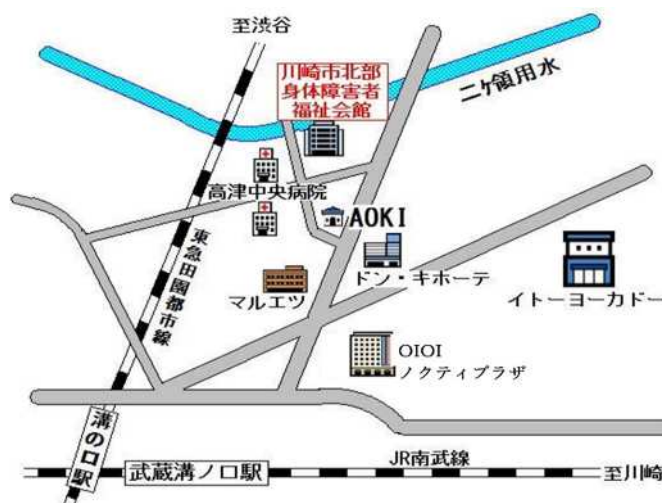 至渋谷
川崎市北部
身体障害者
福祉会館
二ケ領用水
高津中央病院
AOKI
東急田園都市線
マルエツ
ドン・キホーテ
イトーヨーカドー
OIOI
ノクティプラザ
溝の口駅
武蔵溝ノ口駅
JR南武線
至川崎